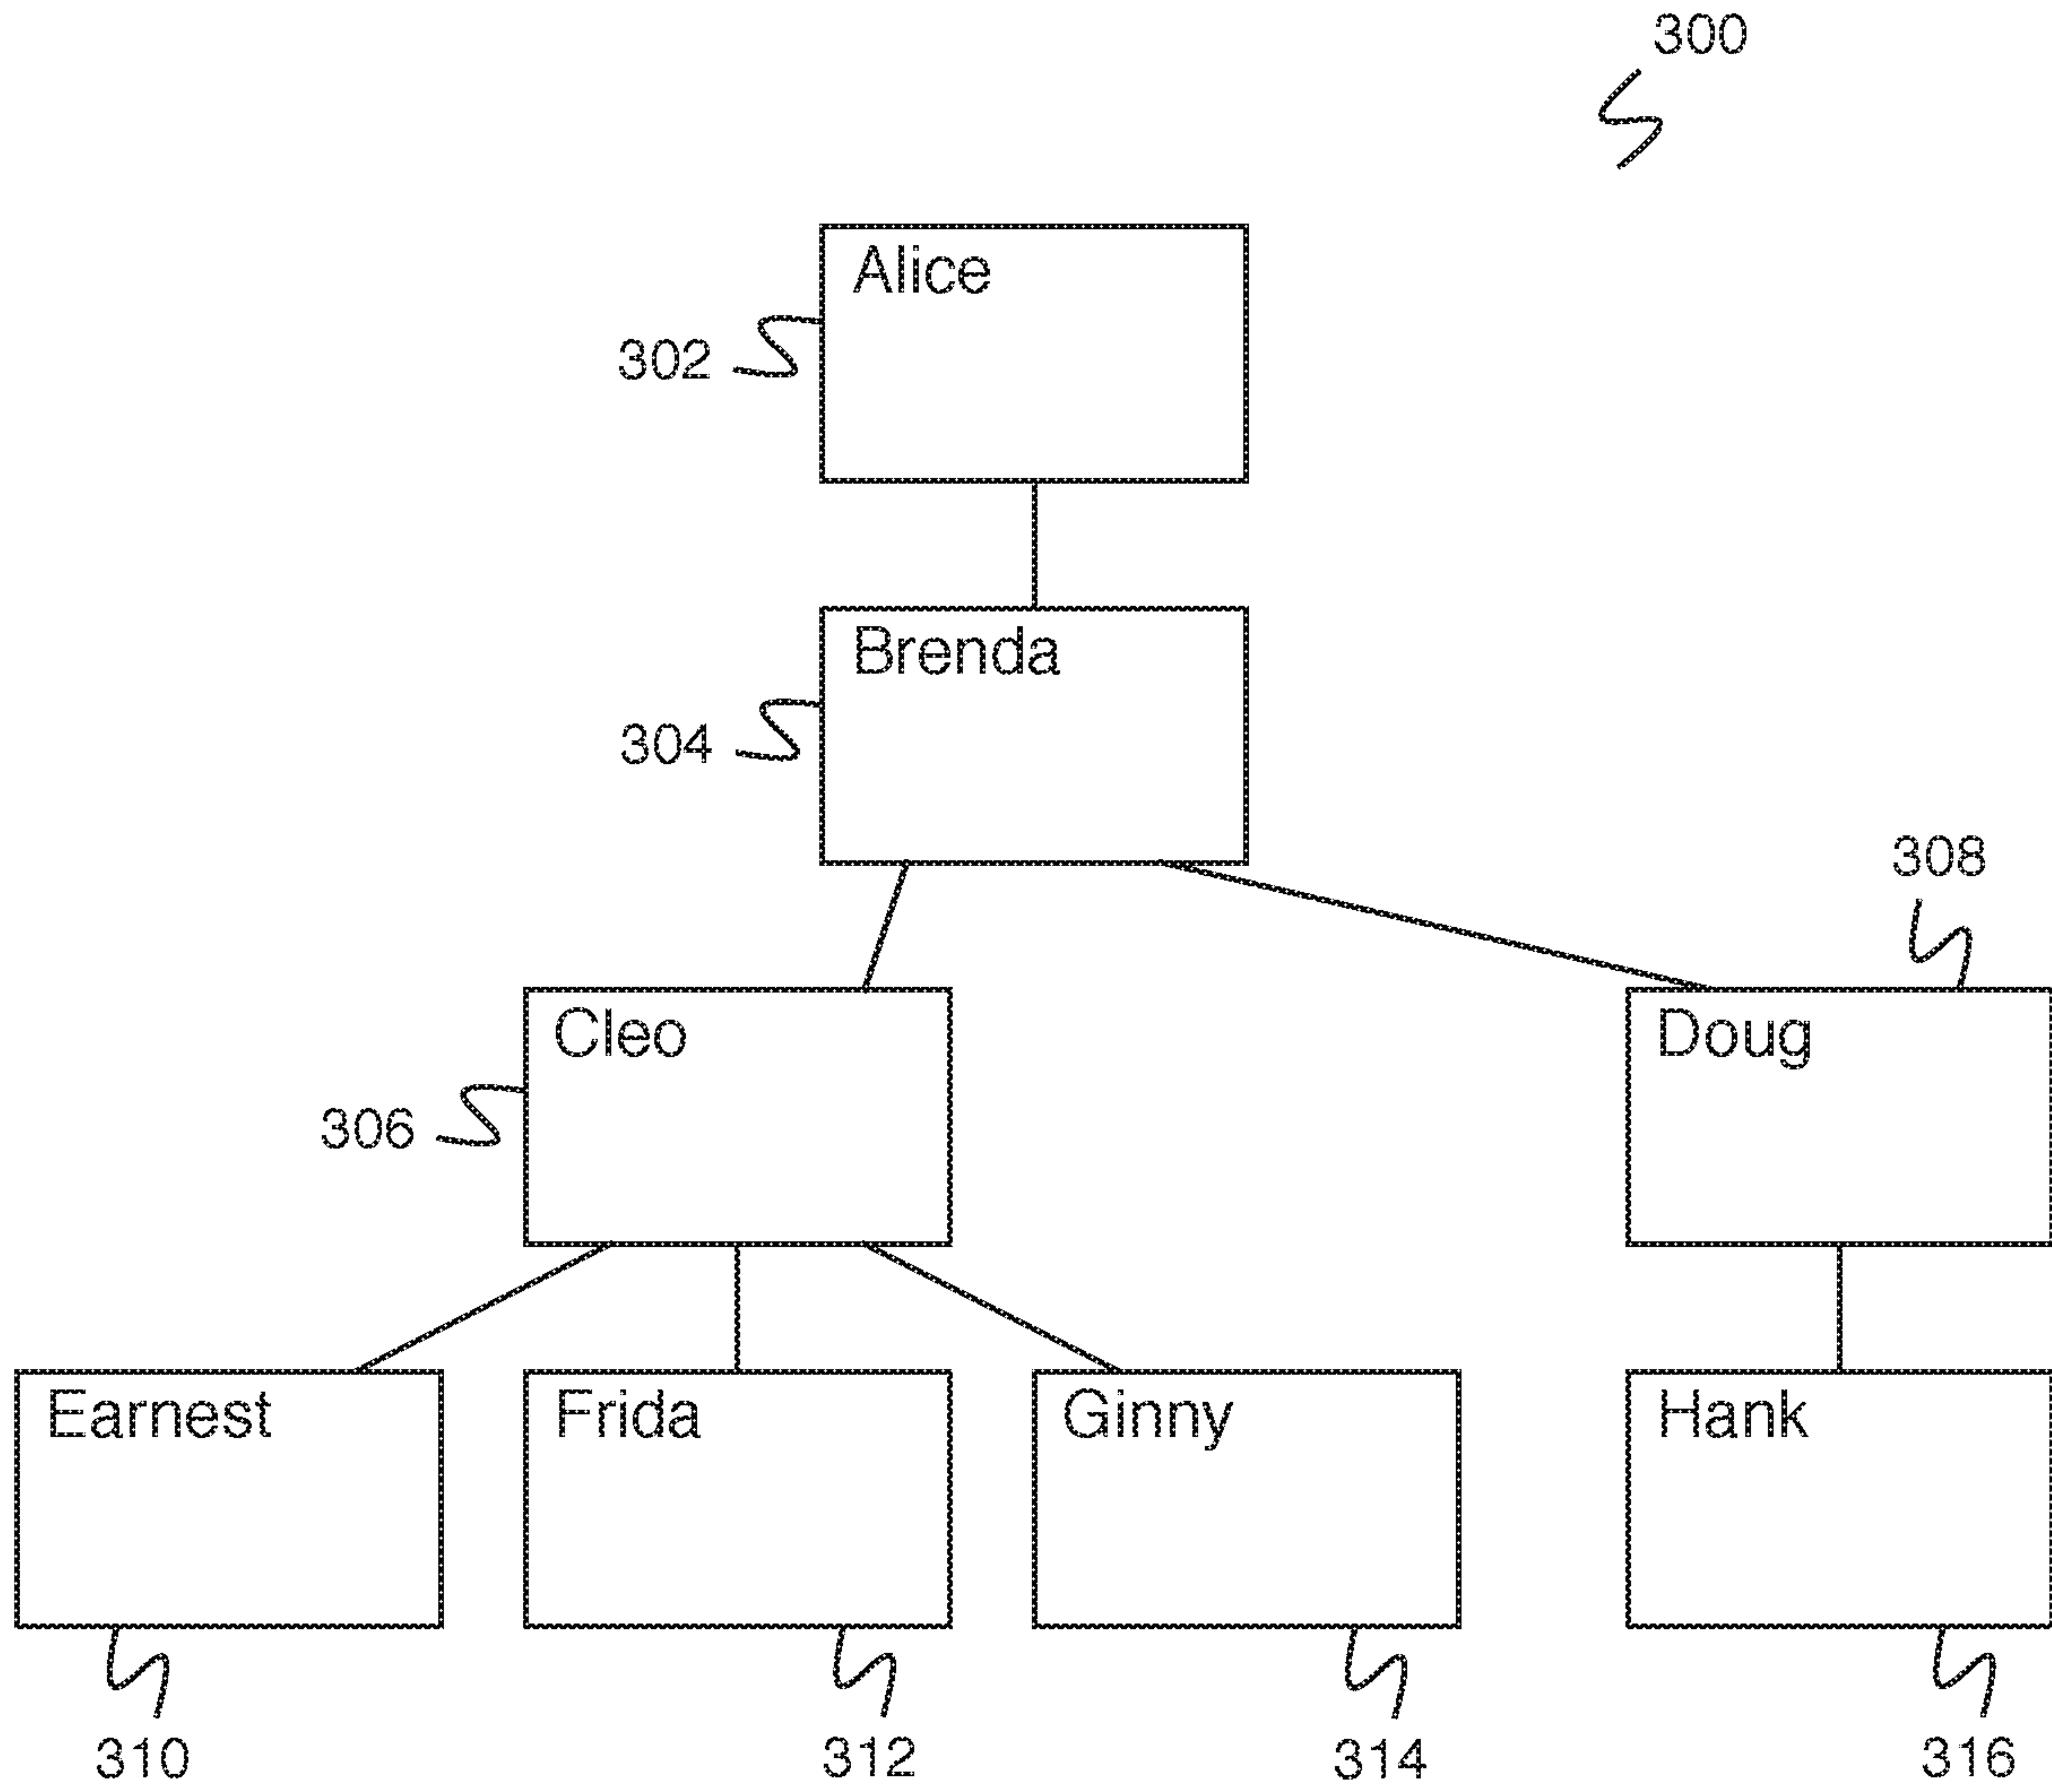 300
Alice
302
Brenda
304
308
Cleo
Doug
306
Earnest
Frida
Ginny
Hank
310
312
314
316